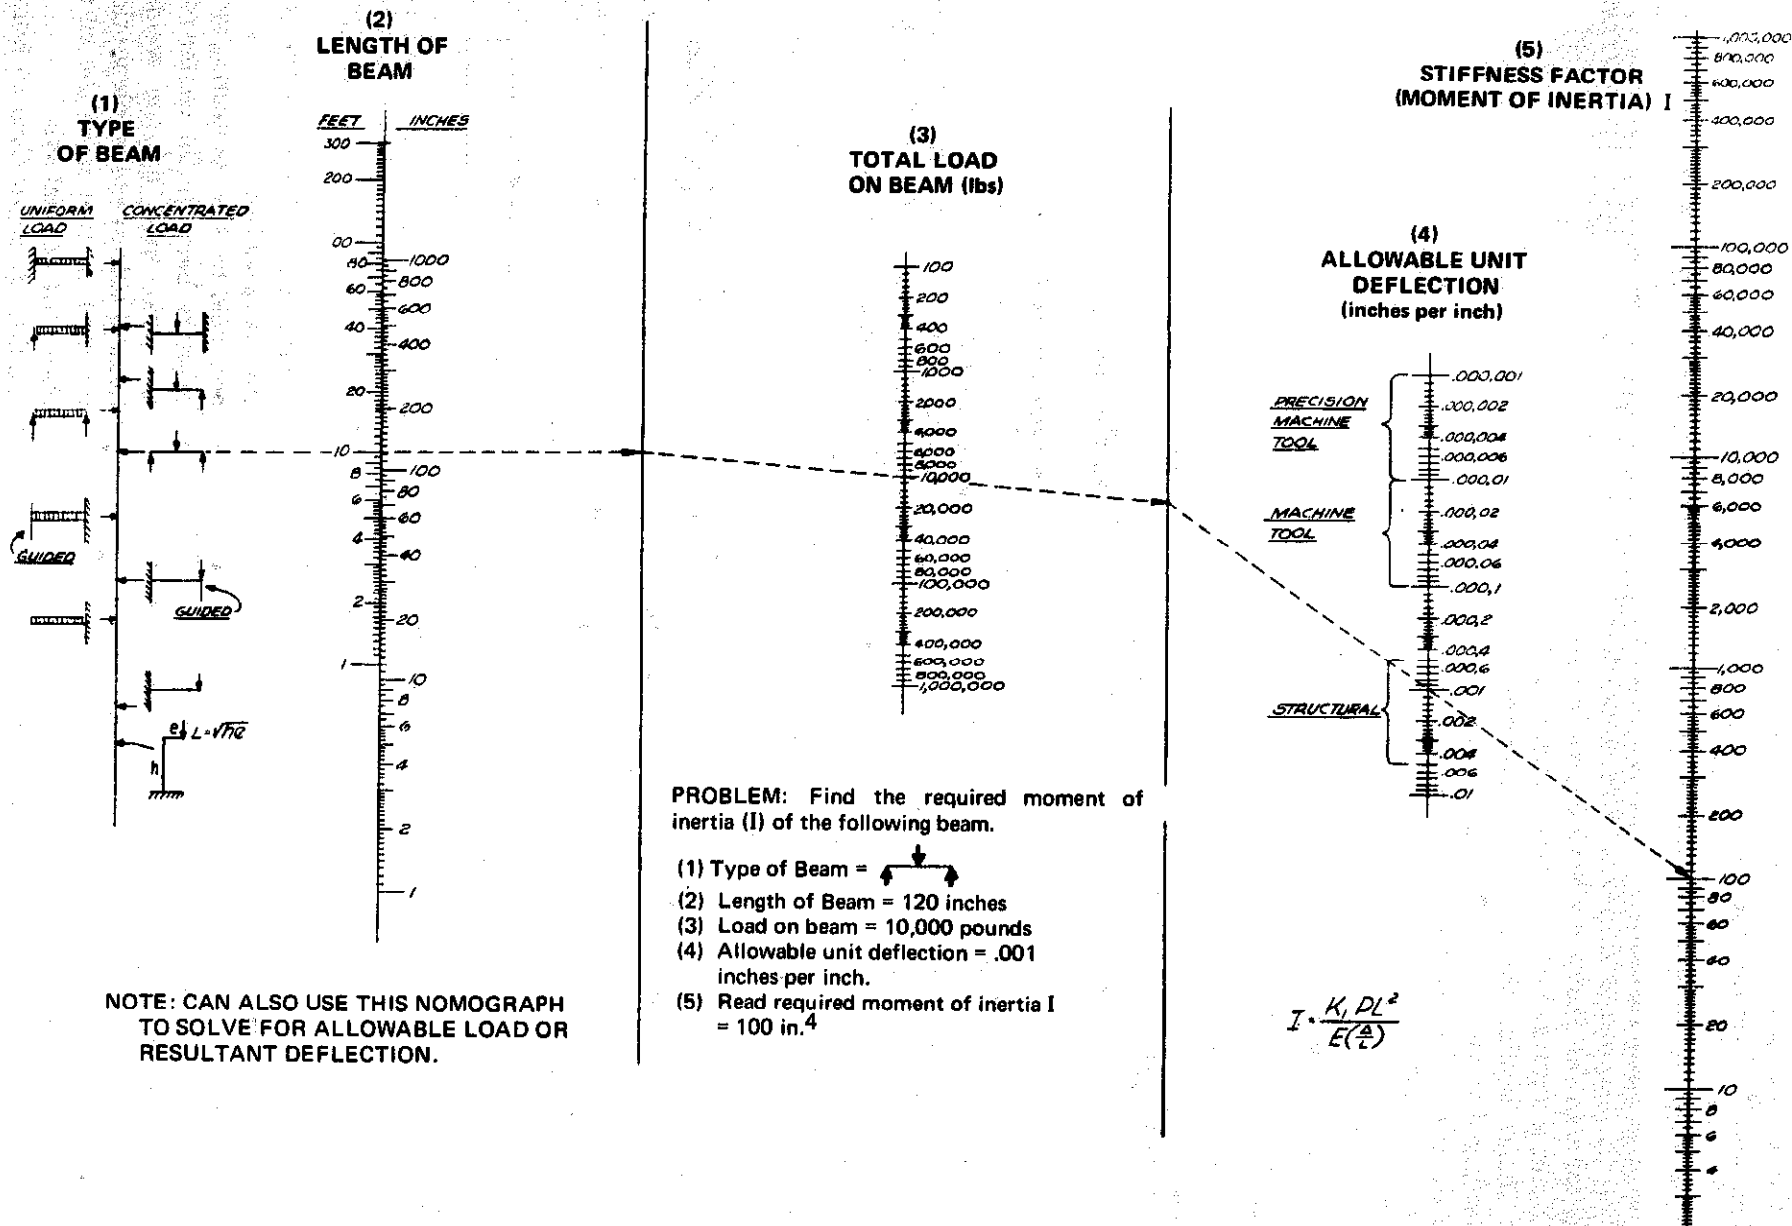 (1)
TYPE
OF BEAM
UNIFORM
LOAD
CONCENTRATED
LOAD
GUIDED
GUIDED
e
L=√he
h
(2)
LENGTH OF
BEAM
FEET
INCHES
300
200
00
80
60
40
20
10
8
6
4
2
1
1000
800
600
400
200
100
80
60
40
20
10
8
6
4
2
1
(3)
TOTAL LOAD
ON BEAM (lbs)
100
200
400
600
800
1000
2000
4,000
6,000
8,000
10,000
20,000
40,000
60,000
80,000
100,000
200,000
400,000
600,000
800,000
1,000,000
(4)
ALLOWABLE UNIT
DEFLECTION
(inches per inch)
PRECISION
MACHINE
TOOL
MACHINE
TOOL
STRUCTURAL
.000,001
.000,002
.000,004
.000,006
.000,01
.000,02
.000,04
.000.06
.000,1
.000,2
.000,4
.000,6
.001
.002
.004
.006
.01
(5)
STIFFNESS FACTOR
(MOMENT OF INERTIA) I
1,000,000
800,000
600,000
400,000
200,000
100,000
80,000
60,000
40,000
20,000
10,000
8,000
6,000
4,000
2,000
1,000
800
600
400
200
100
80
60
40
20
10
8
6
4
PROBLEM: Find the required moment of
inertia (I) of the following beam.
(1) Type of Beam =
(2) Length of Beam = 120 inches
(3) Load on beam = 10,000 pounds
(4) Allowable unit deflection = .001
inches per inch.
(5) Read required moment of inertia I
= 100 in.⁴
NOTE: CAN ALSO USE THIS NOMOGRAPH
TO SOLVE FOR ALLOWABLE LOAD OR
RESULTANT DEFLECTION.
I = K₁ PL² / E(Δ/L)